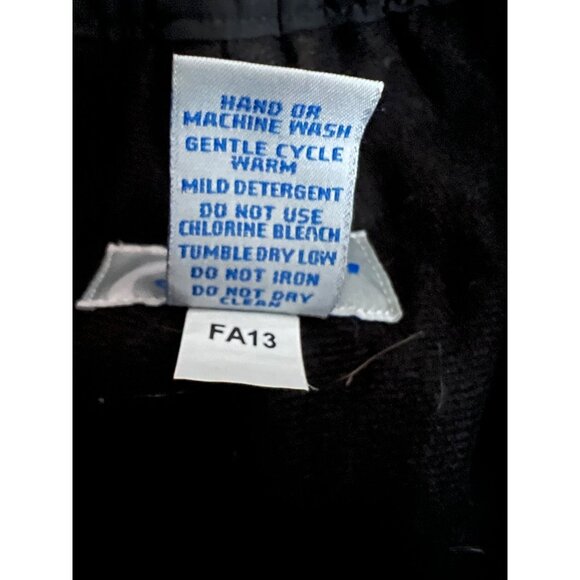 HAND OR
MACHINE WASH
GENTLE CYCLE
WARM
MILD DETERGENT
DO NOT USE
CHLORINE BLEACH
TUMBLE DRY LOW
DO NOT IRON
DO NOT DRY
CLEAN
FA13